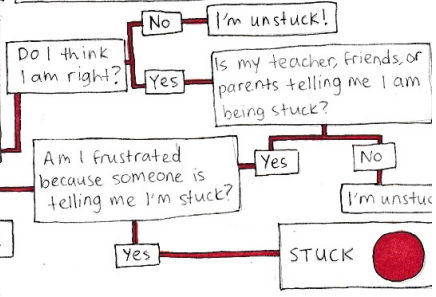 No
I'm unstuck!
Do I think
I am right?
Yes
Is my teacher, friends, or
parents telling me I am
being stuck?
Am I frustrated
because someone is
telling me I'm stuck?
Yes
No
I'm unstuc
Yes
STUCK